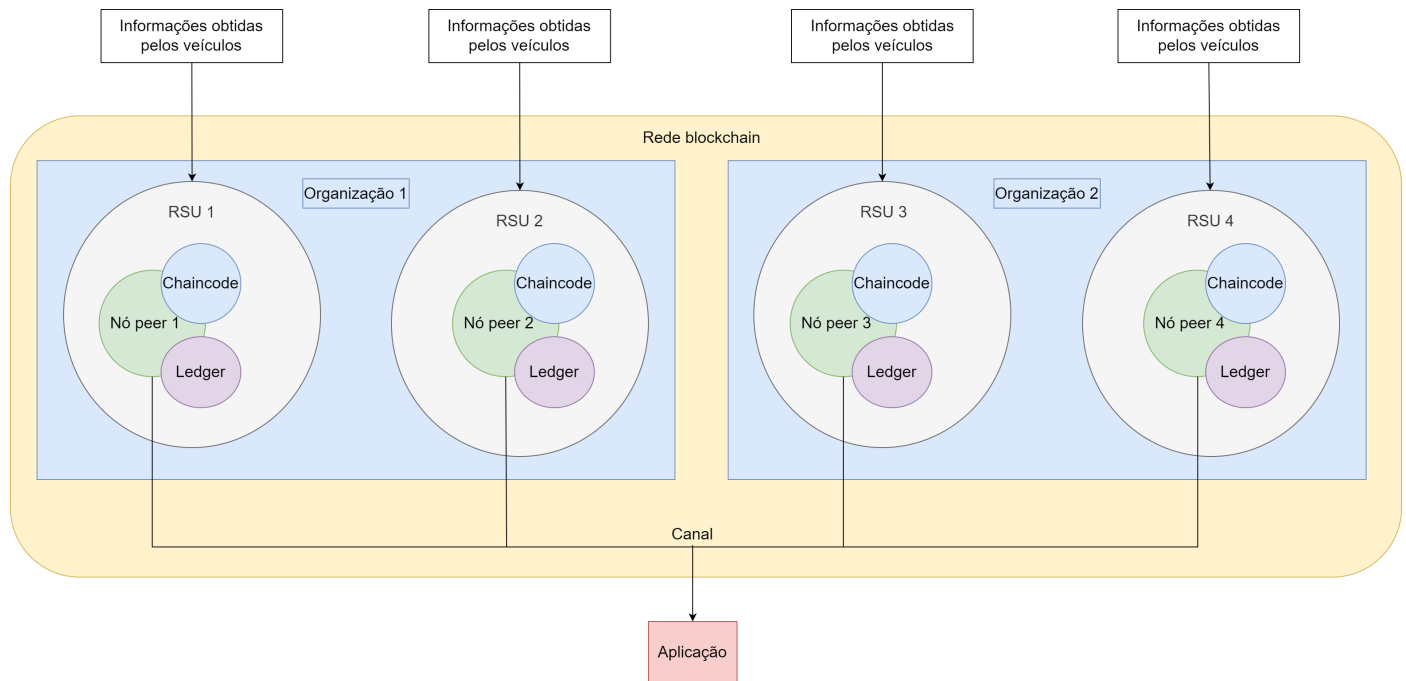 Informações obtidas
pelos veículos
Informações obtidas
pelos veículos
Informações obtidas
pelos veículos
Informações obtidas
pelos veículos
Rede blockchain
Organização 1
RSU 1
Chaincode
Nó peer 1
Ledger
RSU 2
Chaincode
Nó peer 2
Ledger
Organização 2
RSU 3
Chaincode
Nó peer 3
Ledger
RSU 4
Chaincode
Nó peer 4
Ledger
Canal
Aplicação